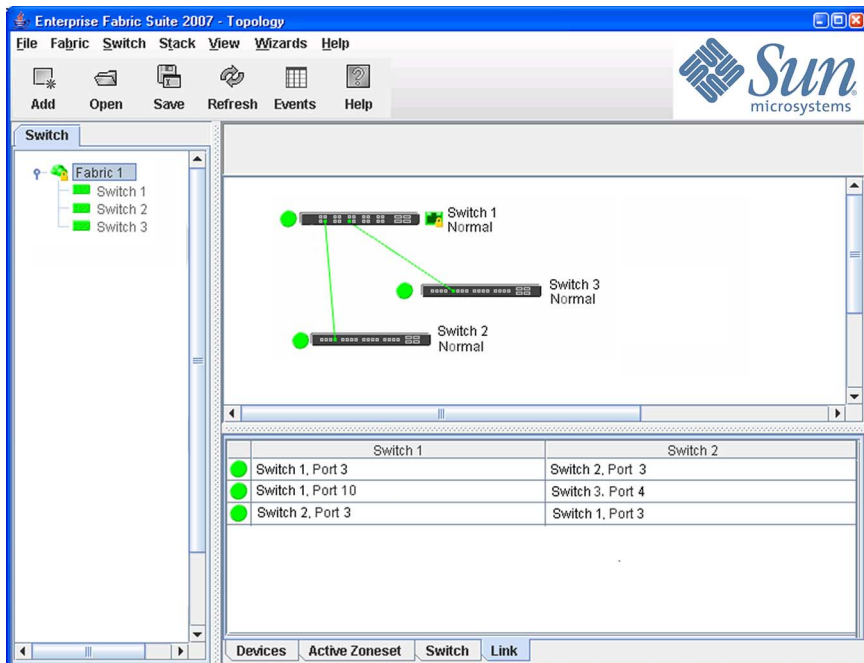 Enterprise Fabric Suite 2007 - Topology
File Fabric Switch Stack View Wizards Help
Add Open Save Refresh Events Help
Sun
microsystems
Switch
Fabric 1
Switch 1
Switch 2
Switch 3
Switch 1
Normal
Switch 3
Normal
Switch 2
Normal
Switch 1 Switch 2
Switch 1, Port 3 Switch 2, Port 3
Switch 1, Port 10 Switch 3. Port 4
Switch 2, Port 3 Switch 1, Port 3
Devices Active Zoneset Switch Link